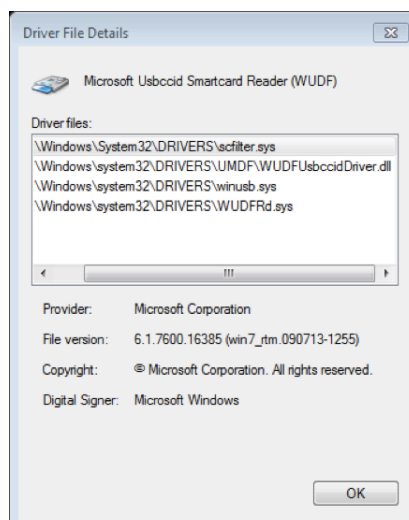 Driver File Details
Microsoft Usbccid Smartcard Reader (WUDF)
Driver files:
\Windows\System32\DRIVERS\scfilter.sys
\Windows\system32\DRIVERS\UMDF\WUDFUsbccidDriver.dll
\Windows\system32\DRIVERS\winusb.sys
\Windows\system32\DRIVERS\WUDFRd.sys
Provider: Microsoft Corporation
File version: 6.1.7600.16385 (win7_rtm.090713-1255)
Copyright: © Microsoft Corporation. All rights reserved.
Digital Signer: Microsoft Windows
OK